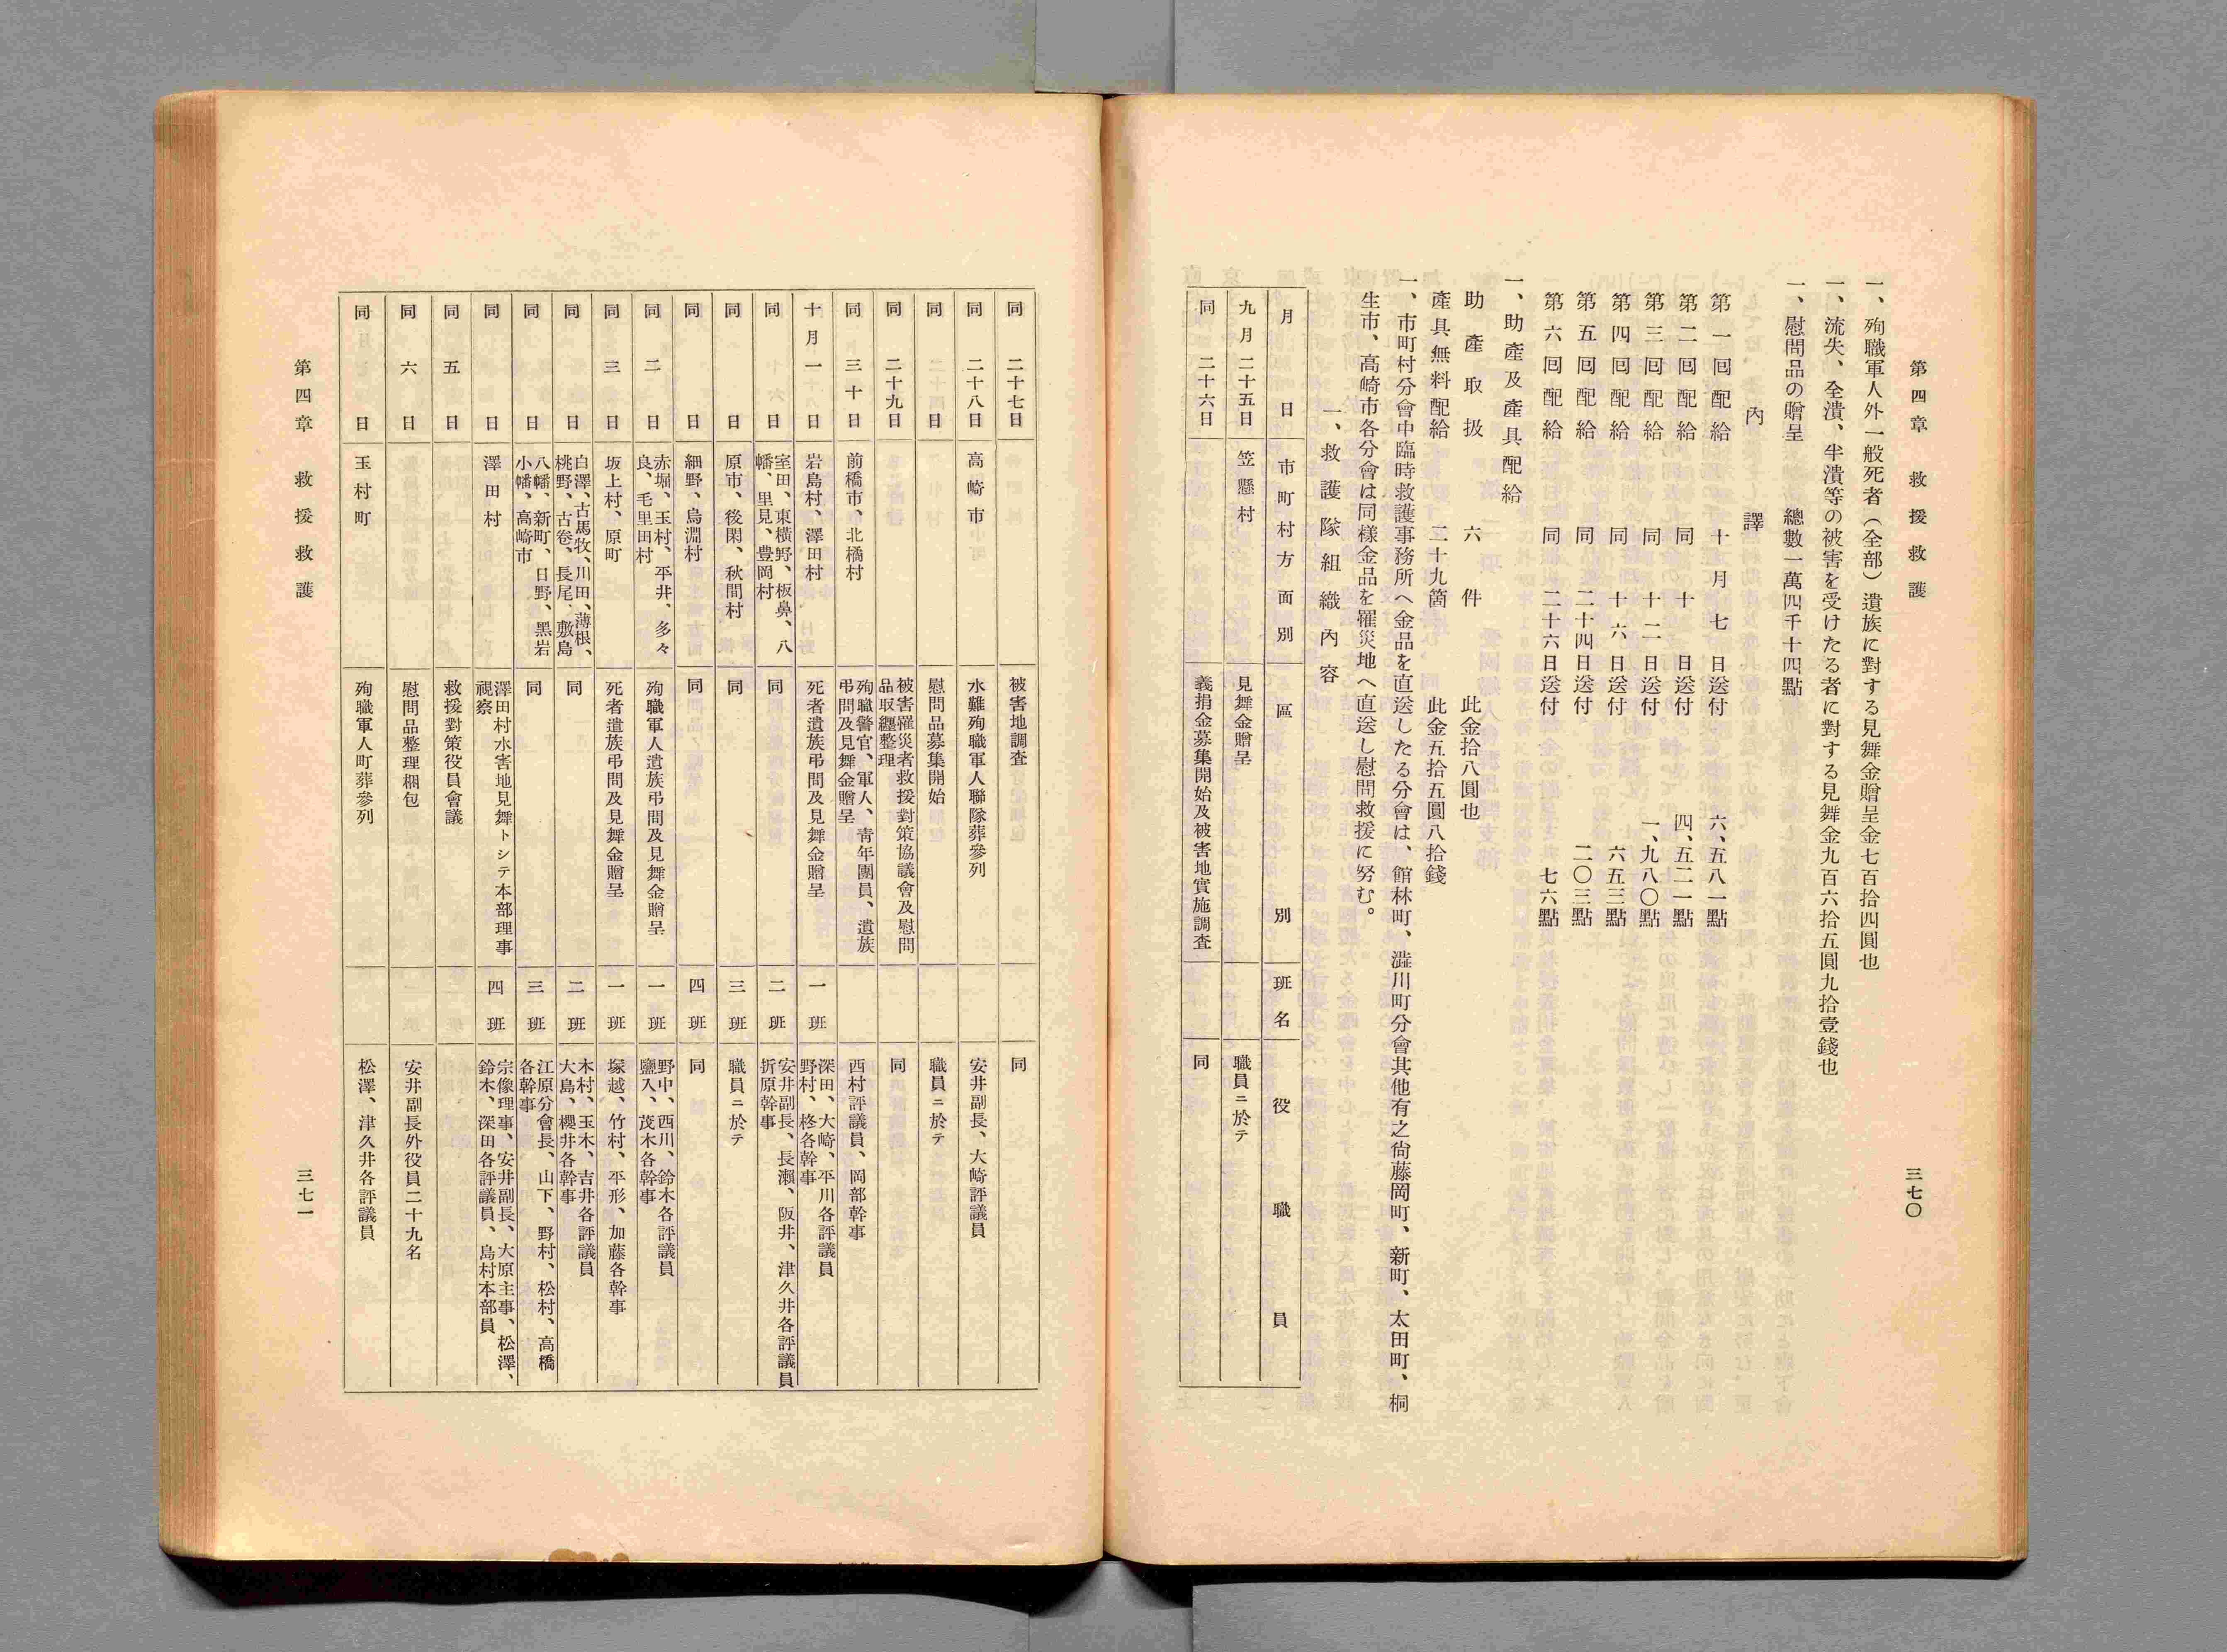 第四章 救援救護
三七〇
一、殉職軍人外一般死者（全部）遺族に對する見舞金贈呈金七百拾四圓也
一、流失、全潰、半潰等の被害を受けたる者に對する見舞金九百六拾五圓九拾壹錢也
一、慰問品の贈呈 總數一萬四千十四點
內譯
第一囘配給 十月七日送付 六、五八一點
第二囘配給 同十日送付 四、五二一點
第三囘配給 同十二日送付 一、九八〇點
第四囘配給 同十六日送付 六五三點
第五囘配給 同二十四日送付 二〇三點
第六囘配給 同二十六日送付 七六點
一、助產及產具配給
助產取扱 六件 此金拾八圓也
產具無料配給 二十九箇 此金五拾五圓八拾錢
一、市町村分會中臨時救護事務所へ金品を直送したる分會は、館林町、澁川町分會其他有之尙藤岡町、新町、太田町、桐
生市、高崎市各分會は同樣金品を罹災地へ直送し慰問救援に努む。
一、救護隊組織內容
月日 市町村方面別 區別 班名 役職員
九月二十五日 笠懸村 見舞金贈呈 職員ニ於テ
同二十六日 義捐金募集開始及被害地實施調査 同
同二十七日 被害地調査 同
同二十八日 高崎市 水難殉職軍人聯隊葬參列 安井副長、大崎評議員
同日 慰問品募集開始 職員ニ於テ
同二十九日 被害罹災者救援對策協議會及慰問
品取纒整理 同
同三十日 前橋市、北橘村 殉職警官、軍人、靑年團員、遺族
弔問及見舞金贈呈 西村評議員、岡部幹事
十月一日 岩島村、澤田村 死者遺族弔問及見舞金贈呈 一班 深田、大崎、平川各評議員
野村、柊各幹事
同日 室田、東橫野、板鼻、八
幡、里見、豊岡村 同 二班 安井副長、長瀨、阪井、津久井各評議員
折原幹事
同日 原市、後閑、秋間村 同 三班 職員ニ於テ
同日 細野、烏淵村 同 四班 同
同二日 赤堀、玉村、平井、多々
良、毛里田村 殉職軍人遺族弔問及見舞金贈呈 一班 野中、西川、鈴木各評議員
鹽入、茂木各幹事
同三日 坂上村、原町 死者遺族弔問及見舞金贈呈 一班 塚越、竹村、平形、加藤各幹事
同日 白澤、古馬牧、川田、薄根、
桃野、古卷、長尾、敷島 同 二班 木村、玉木、吉井各評議員
大島、櫻井各幹事
同日 八幡、新町、日野、黑岩
小幡、高崎市 同 三班 江原分會長、山下、野村、松村、高橋
各幹事
同日 澤田村 澤田村水害地見舞トシテ本部理事
視察 四班 宗像理事、安井副長、大原主事、松澤、
鈴木、深田各評議員、島村本部員
同五日 救援對策役員會議
同六日 慰問品整理梱包 安井副長外役員二十九名
同日 玉村町 殉職軍人町葬參列 松澤、津久井各評議員
第四章 救援救護
三七一